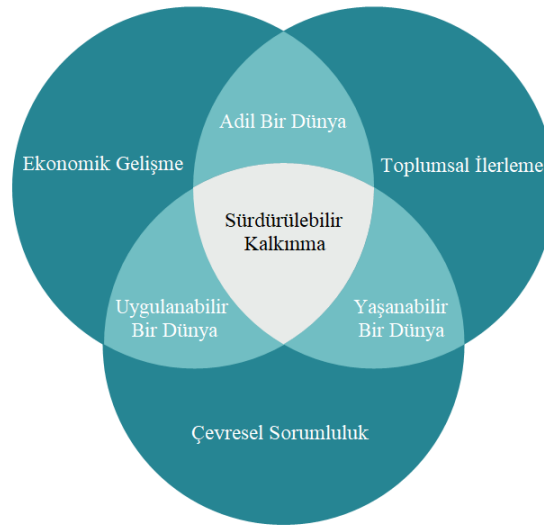 Adil Bir Dünya
Ekonomik Gelişme
Toplumsal İlerleme
Sürdürülebilir
Kalkınma
Uygulanabilir
Bir Dünya
Yaşanabilir
Bir Dünya
Çevresel Sorumluluk